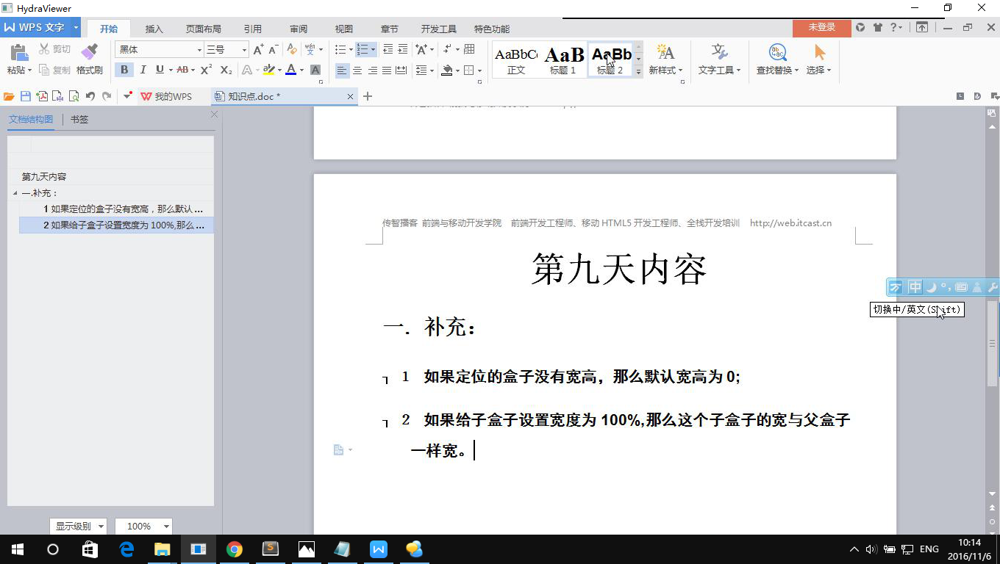 HydraViewer
WPS 文字
开始 插入 页面布局 引用 审阅 视图 章节 开发工具 特色功能 未登录
剪切
粘贴 复制 格式刷
黑体 三号
B I U AB X² X₂ A A A
AaBbC AaB AaBb
正文 标题 1 标题 2 新样式 文字工具 查找替换 选择
我的WPS 知识点.doc *
文档结构图 书签
第九天内容
一.补充：
1 如果定位的盒子没有宽高，那么默认 ...
2 如果给子盒子设置宽度为 100%,那么 ...
显示级别 100%
传智播客 前端与移动开发学院 前端开发工程师、移动 HTML5 开发工程师、全栈开发培训 http://web.itcast.cn
第九天内容
一. 补充：
1 如果定位的盒子没有宽高，那么默认宽高为 0;
2 如果给子盒子设置宽度为 100%,那么这个子盒子的宽与父盒子
一样宽。
中
切换中/英文(Shift)
ENG
10:14
2016/11/6